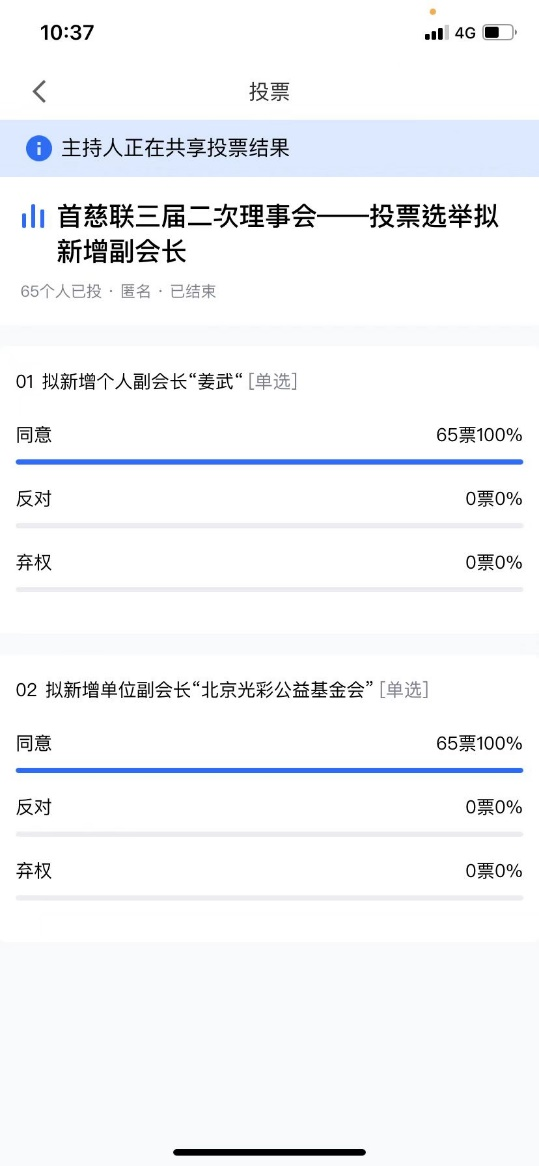 10:37
4G
投票
主持人正在共享投票结果
首慈联三届二次理事会——投票选举拟
新增副会长
65个人已投 · 匿名 · 已结束
01 拟新增个人副会长“姜武“ [单选]
同意 65票100%
反对 0票0%
弃权 0票0%
02 拟新增单位副会长“北京光彩公益基金会” [单选]
同意 65票100%
反对 0票0%
弃权 0票0%